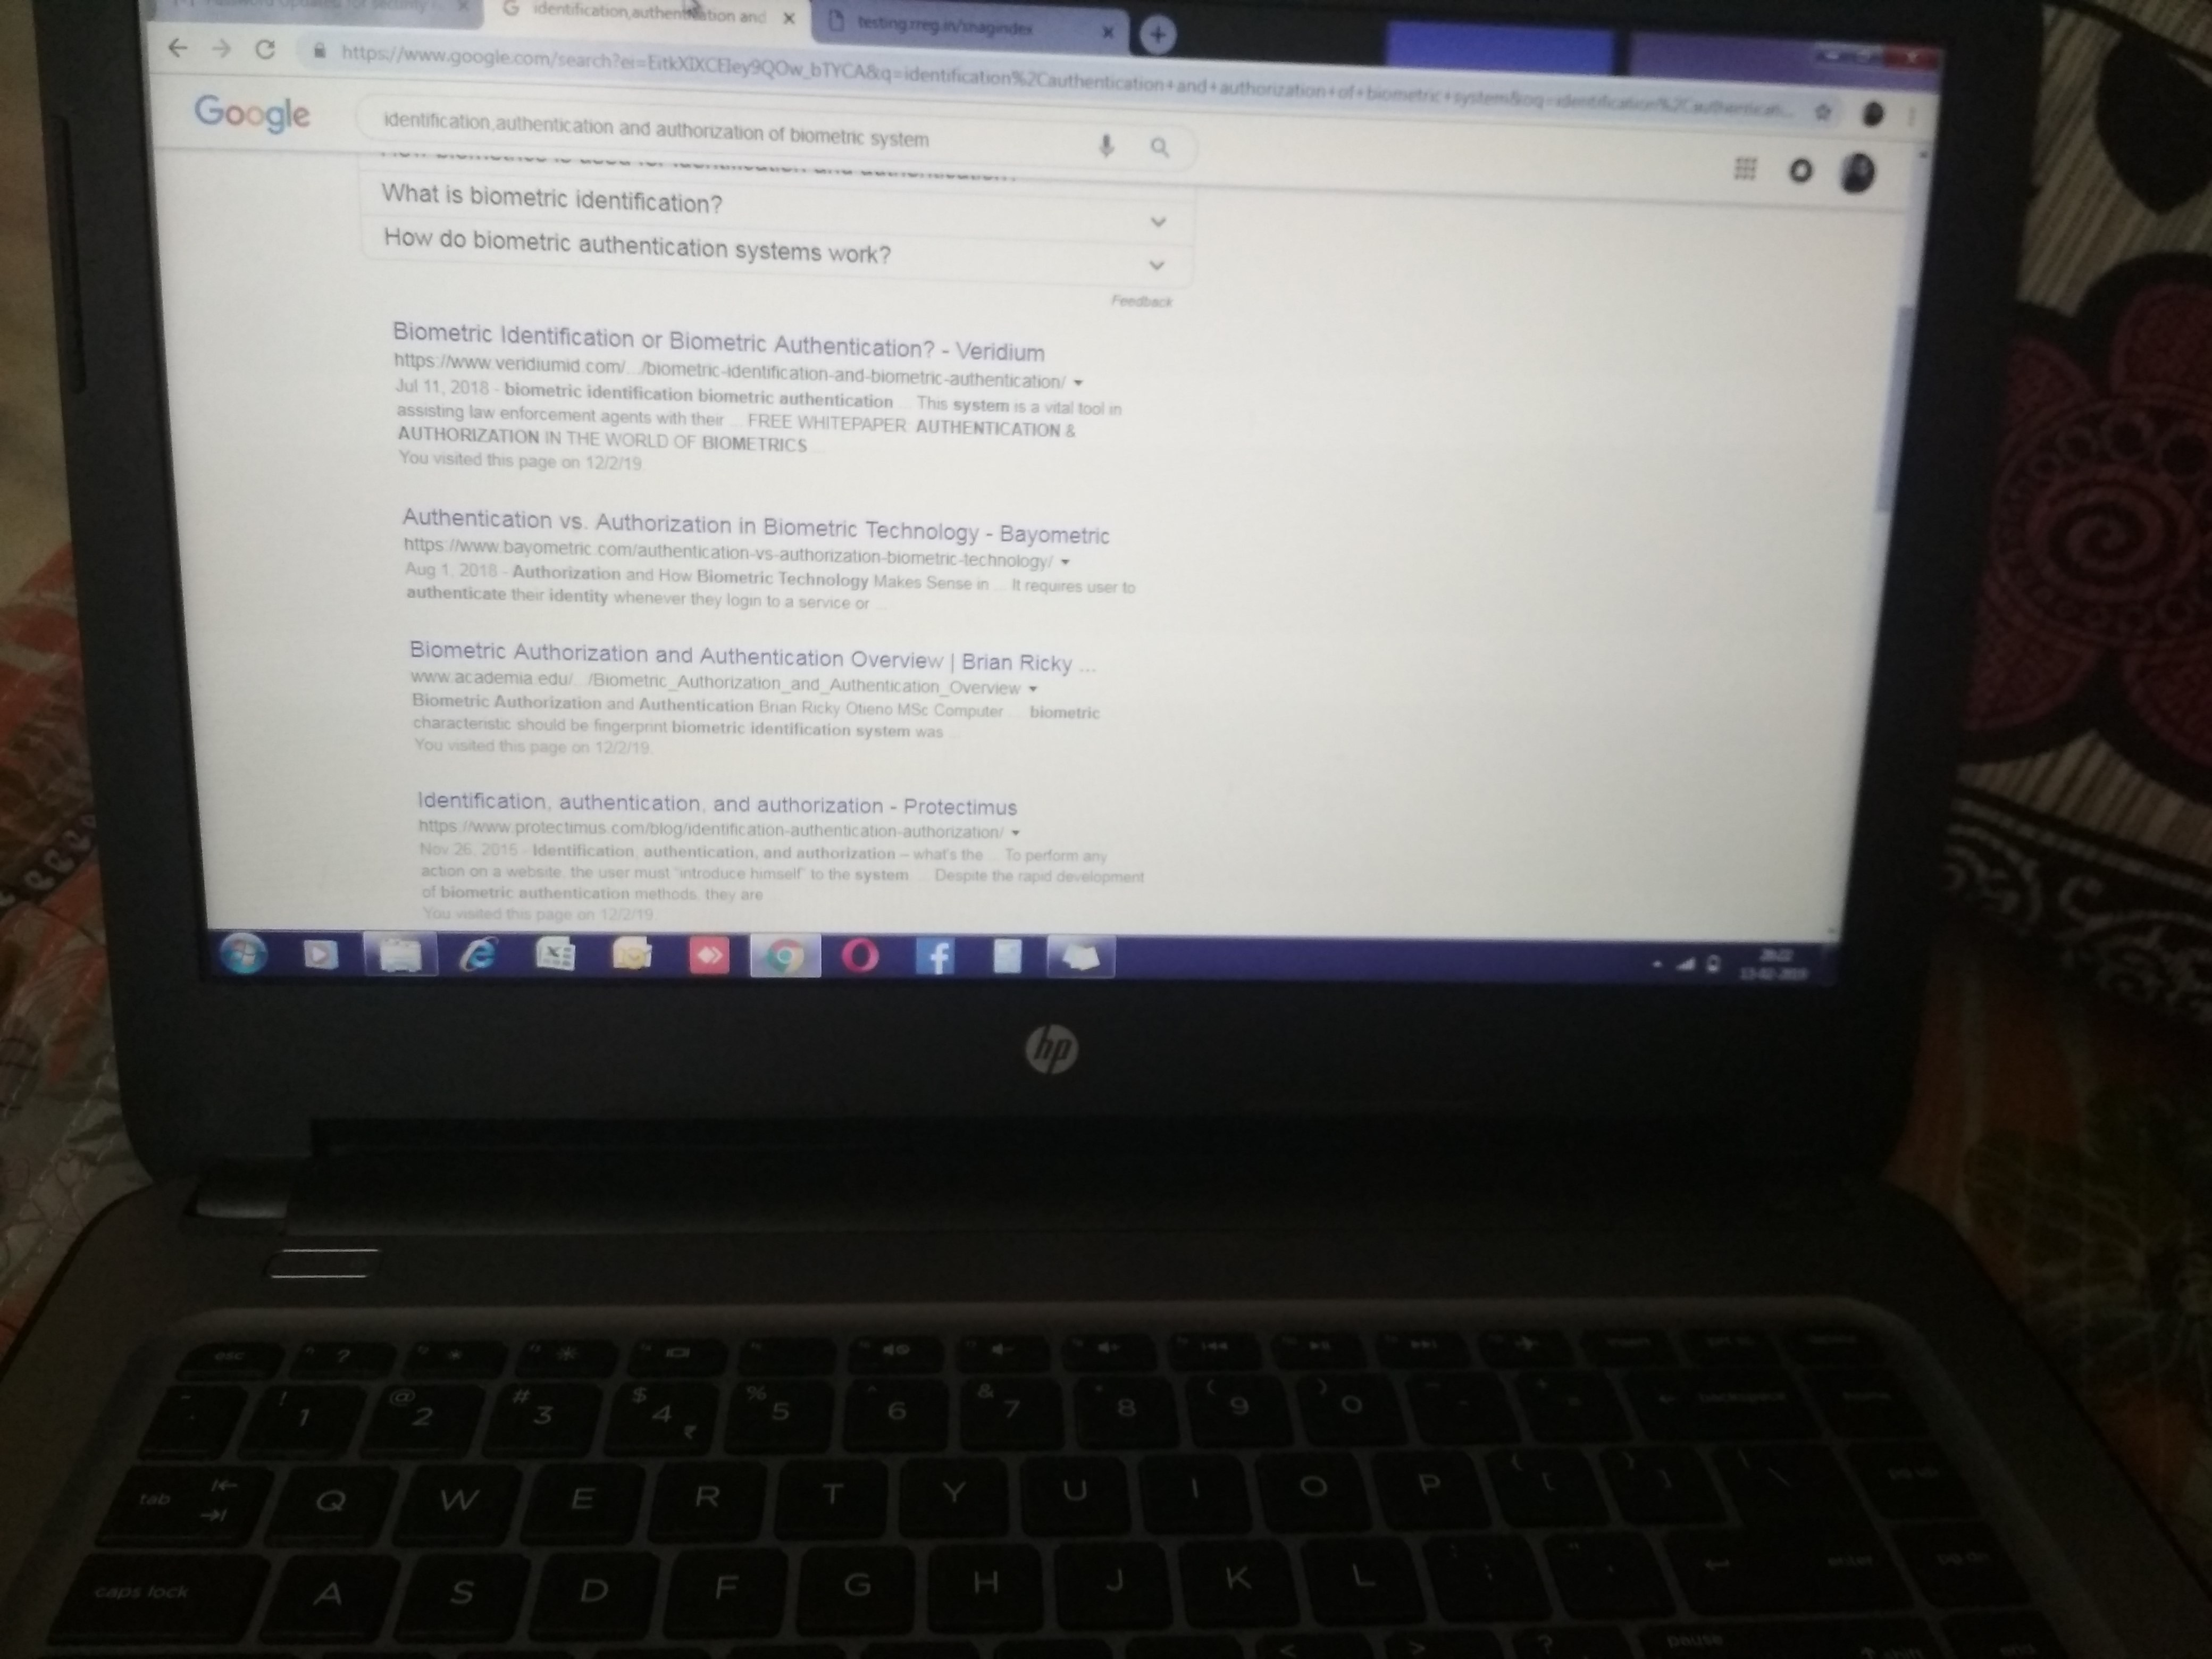 identification,authentication and
testing.rreg.in/snagindex
https://www.google.com/search?ei=EitkXIXCEIey9QOw_bTYCA&q=identification%2Cauthentication+and+authorization+of+biometric+system&oq=identification%2Cauthenticati...
Google
identification,authentication and authorization of biometric system
What is biometric identification?
How do biometric authentication systems work?
Feedback
Biometric Identification or Biometric Authentication? - Veridium
https://www.veridiumid.com/.../biometric-identification-and-biometric-authentication/
Jul 11, 2018 - biometric identification biometric authentication ... This system is a vital tool in
assisting law enforcement agents with their ... FREE WHITEPAPER AUTHENTICATION &
AUTHORIZATION IN THE WORLD OF BIOMETRICS
You visited this page on 12/2/19.
Authentication vs. Authorization in Biometric Technology - Bayometric
https://www.bayometric.com/authentication-vs-authorization-biometric-technology/
Aug 1, 2018 - Authorization and How Biometric Technology Makes Sense in ... It requires user to
authenticate their identity whenever they login to a service or ...
Biometric Authorization and Authentication Overview | Brian Ricky ...
www.academia.edu/.../Biometric_Authorization_and_Authentication_Overview
Biometric Authorization and Authentication Brian Ricky Otieno MSc Computer ... biometric
characteristic should be fingerprint biometric identification system was ...
You visited this page on 12/2/19.
Identification, authentication, and authorization - Protectimus
https://www.protectimus.com/blog/identification-authentication-authorization/
Nov 26, 2015 - Identification, authentication, and authorization – what's the ... To perform any
action on a website, the user must "introduce himself" to the system ... Despite the rapid development
of biometric authentication methods, they are
You visited this page on 12/2/19
hp
esc ?
! 1 @ 2 # 3 $ 4 ₹ % 5 ^ 6 & 7 * 8 ( 9 ) 0 - + = backspace home
tab Q W E R T Y U I O P [ ] \ pg up
caps lock A S D F G H J K L ; enter pg dn
< > ? pause shift end